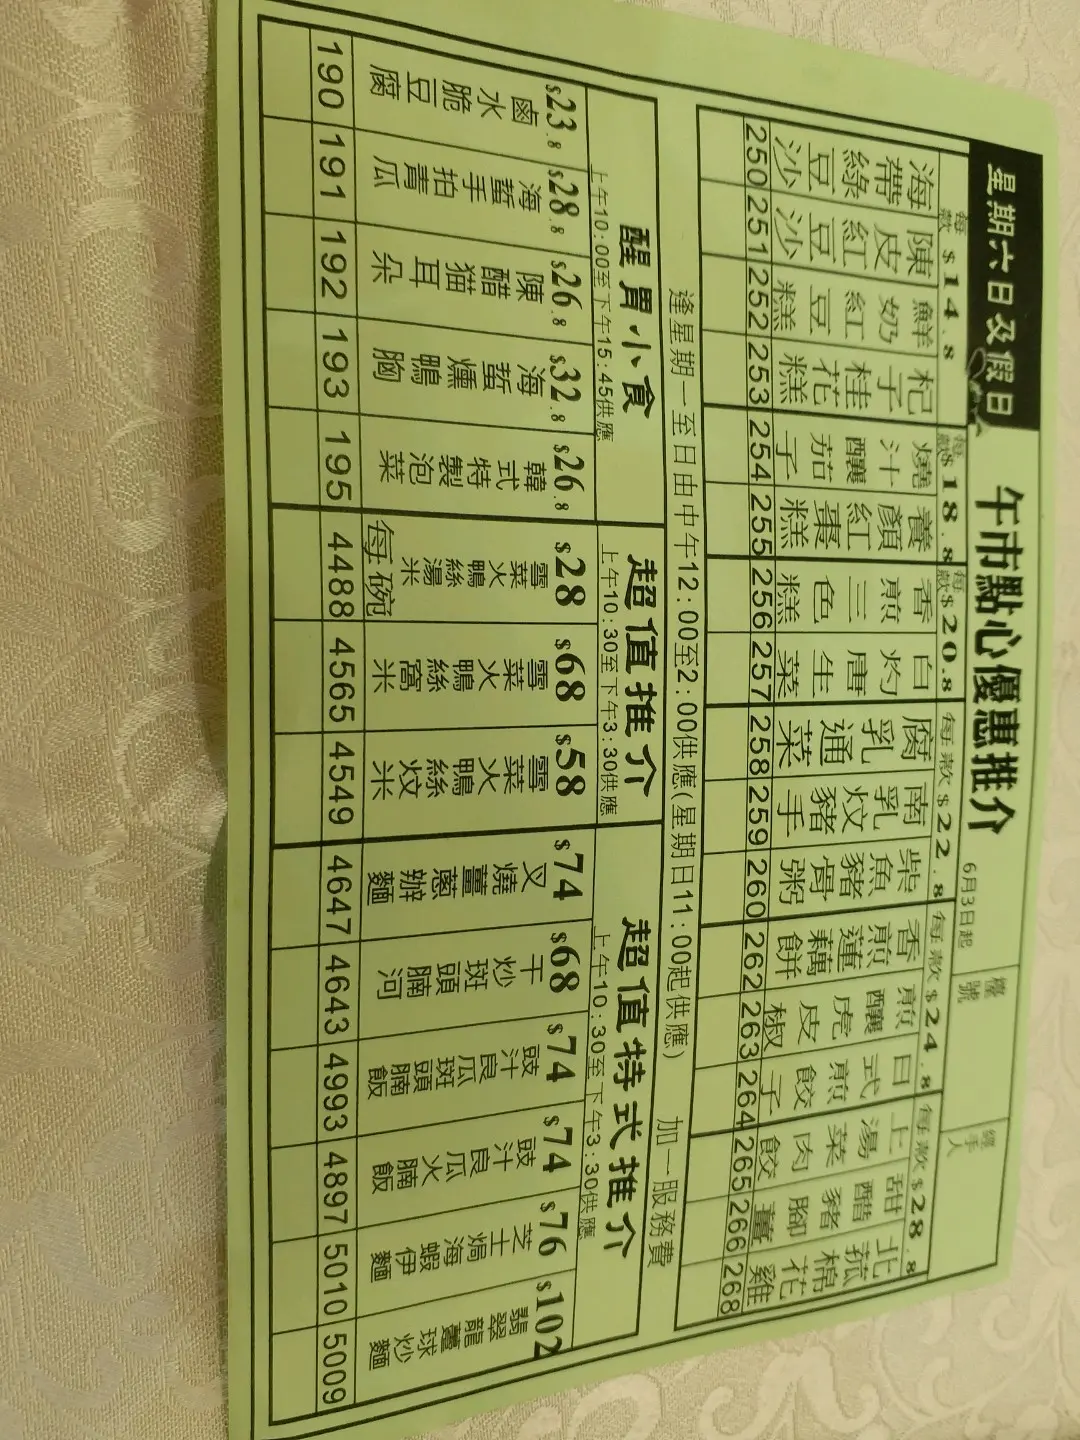 星期六日及假日
午市點心優惠推介
6月3日起
檯號
經手人
每款$14.8
每款$18.8
每款$20.8
每款$22.8
每款$24.8
每款$28.8
海帶綠豆沙
陳皮紅豆沙
鮮奶紅豆糕
杞子桂花糕
燒汁釀茄子
養顏紅棗糕
香煎三色糕
白灼唐生菜
腐乳通菜
南乳炆豬手
柴魚豬骨粥
香煎蓮藕餅
煎釀虎皮椒
日式煎餃子
上湯菜肉餃
甜醋豬腳薑
北菰棉花雞
250
251
252
253
254
255
256
257
258
259
260
262
263
264
265
266
268
逢星期一至日由中午12:00至2:00供應(星期日11:00起供應)
加一服務費
醒胃小食
上午10:00至下午15:45供應
超值推介
上午10:30至下午3:30供應
超值特式推介
上午10:30至下午3:30供應
$23.8
$28.8
$26.8
$32.8
$26.8
$28
$68
$58
$74
$68
$74
$74
$76
$102
鹵水脆豆腐
海蜇手拍青瓜
陳醋貓耳朵
海蜇燻鴨胸
韓式特製泡菜
雪菜火鴨絲湯米
每碗
雪菜火鴨絲窩米
雪菜火鴨絲炆米
叉燒薑蔥辦麵
干炒斑頭腩河
豉汁良瓜斑頭腩飯
豉汁良瓜火腩飯
芝士焗海蝦伊麵
翡翠龍躉球炒麵
190
191
192
193
195
4488
4565
4549
4647
4643
4993
4897
5010
5009